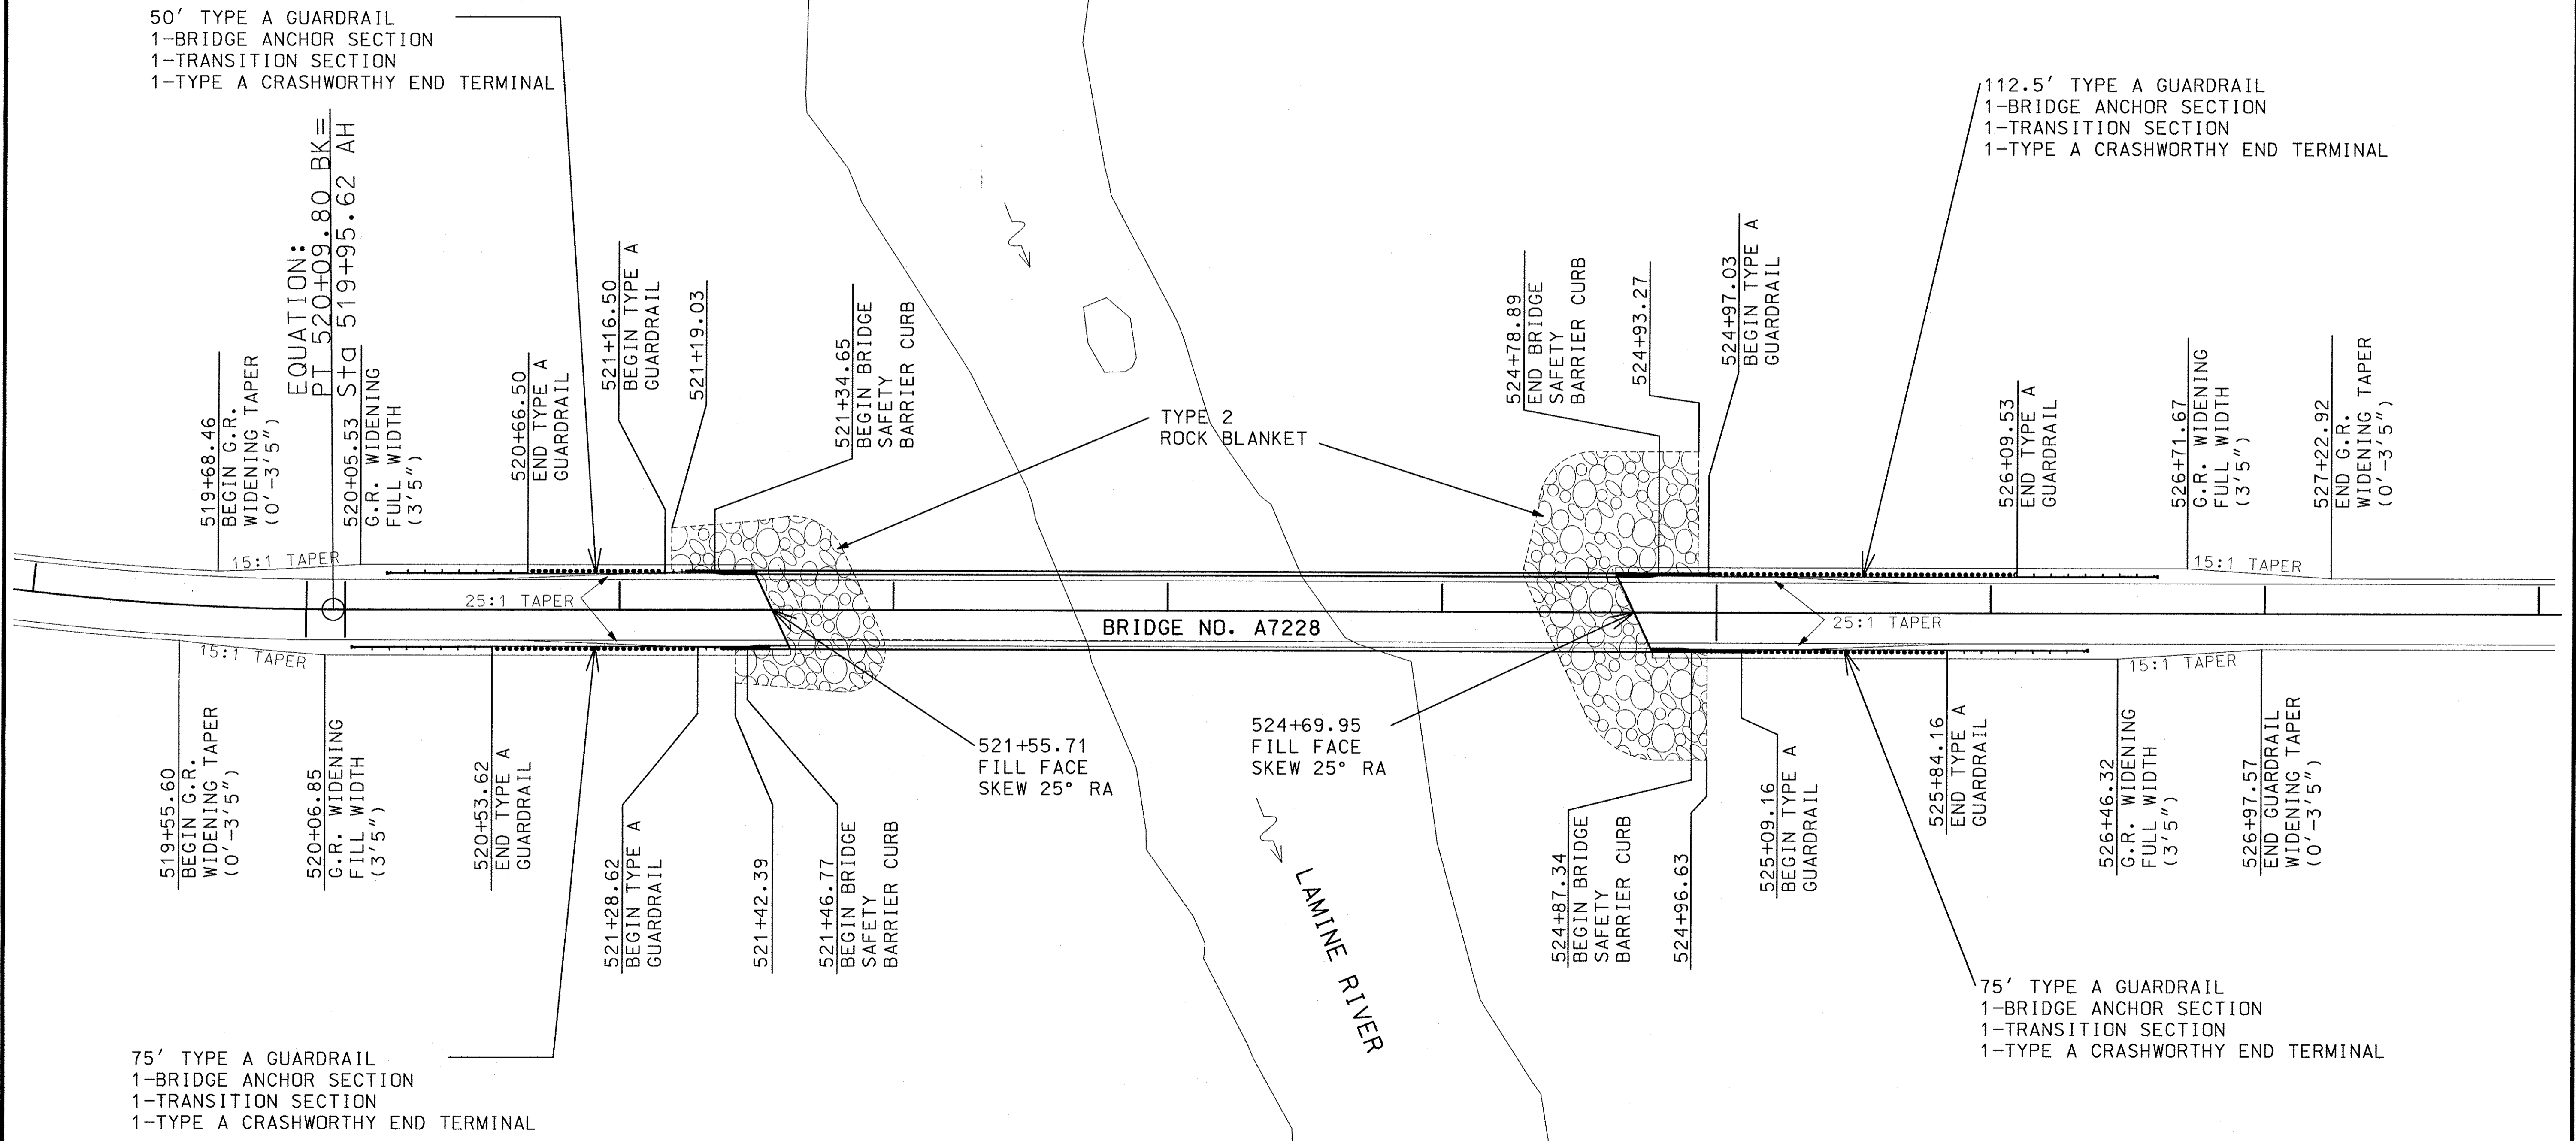 50' TYPE A GUARDRAIL
1-BRIDGE ANCHOR SECTION
1-TRANSITION SECTION
1-TYPE A CRASHWORTHY END TERMINAL
112.5' TYPE A GUARDRAIL
1-BRIDGE ANCHOR SECTION
1-TRANSITION SECTION
1-TYPE A CRASHWORTHY END TERMINAL
519+68.46
BEGIN G.R.
WIDENING TAPER
(0'-3'5")
EQUATION:
PT 520+09.80 BK=
Sta 519+95.62 AH
520+05.53
G.R. WIDENING
FULL WIDTH
(3'5")
520+66.50
END TYPE A
GUARDRAIL
521+16.50
BEGIN TYPE A
GUARDRAIL
521+19.03
521+34.65
BEGIN BRIDGE
SAFETY
BARRIER CURB
TYPE 2
ROCK BLANKET
524+78.89
END BRIDGE
SAFETY
BARRIER CURB
524+93.27
524+97.03
BEGIN TYPE A
GUARDRAIL
526+09.53
END TYPE A
GUARDRAIL
526+71.67
G.R. WIDENING
FULL WIDTH
(3'5")
527+22.92
END G.R.
WIDENING TAPER
(0'-3'5")
15:1 TAPER
15:1 TAPER
25:1 TAPER
BRIDGE NO. A7228
25:1 TAPER
15:1 TAPER
15:1 TAPER
519+55.60
BEGIN G.R.
WIDENING TAPER
(0'-3'5")
520+06.85
G.R. WIDENING
FILL WIDTH
(3'5")
520+53.62
END TYPE A
GUARDRAIL
521+28.62
BEGIN TYPE A
GUARDRAIL
521+42.39
521+46.77
BEGIN BRIDGE
SAFETY
BARRIER CURB
521+55.71
FILL FACE
SKEW 25° RA
524+69.95
FILL FACE
SKEW 25° RA
LAMINE RIVER
524+87.34
BEGIN BRIDGE
SAFETY
BARRIER CURB
524+96.63
525+09.16
BEGIN TYPE A
GUARDRAIL
525+84.16
END TYPE A
GUARDRAIL
526+46.32
G.R. WIDENING
FULL WIDTH
(3'5")
526+97.57
END GUARDRAIL
WIDENING TAPER
(0'-3'5")
75' TYPE A GUARDRAIL
1-BRIDGE ANCHOR SECTION
1-TRANSITION SECTION
1-TYPE A CRASHWORTHY END TERMINAL
75' TYPE A GUARDRAIL
1-BRIDGE ANCHOR SECTION
1-TRANSITION SECTION
1-TYPE A CRASHWORTHY END TERMINAL